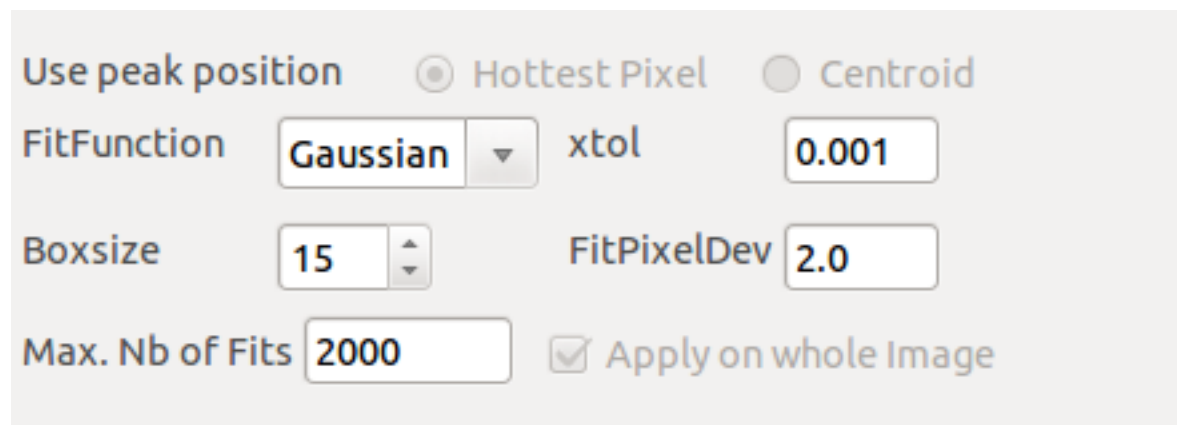 Use peak position Hottest Pixel Centroid
FitFunction Gaussian xtol 0.001
Boxsize 15 FitPixelDev 2.0
Max. Nb of Fits 2000 Apply on whole Image